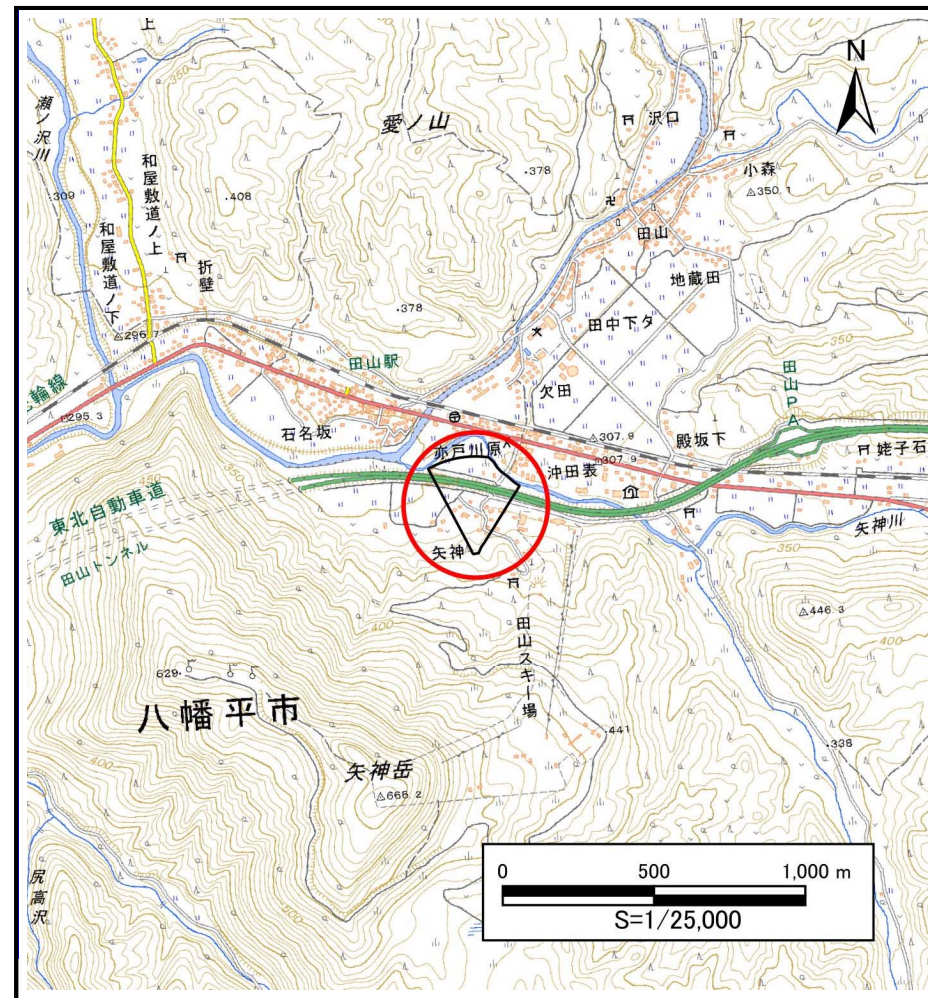 上
上
350
N
瀬ノ沢川
愛ノ山
沢口
和屋敷道ノ上
378
小森
350.1
309
408
田山
和屋敷道ノ下
折壁
地蔵田
378
田中下タ
296.7
田山駅
田山PA
輪線
欠田
295.3
石名坂
307.9
殿坂下
赤戸川原
307.9
姥子石
沖田表
東北自動車道
矢神川
350
矢神
田山トンネル
400
446.3
400
田山スキー場
629
八幡平市
441
338
矢神岳
400
666.2
尻高沢
500
0 500 1,000 m
S=1/25,000